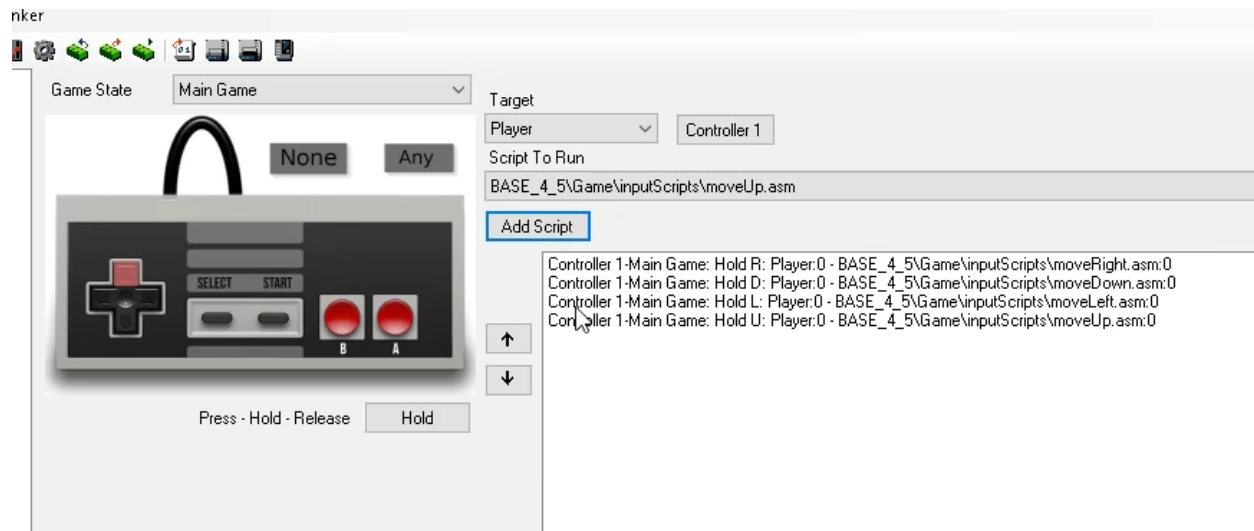 nker
Game State
Main Game
Target
Player
Controller 1
None
Any
Script To Run
BASE_4_5\Game\inputScripts\moveUp.asm
Add Script
SELECT START
B A
Controller 1-Main Game: Hold R: Player:0 - BASE_4_5\Game\inputScripts\moveRight.asm:0
Controller 1-Main Game: Hold D: Player:0 - BASE_4_5\Game\inputScripts\moveDown.asm:0
Controller 1-Main Game: Hold L: Player:0 - BASE_4_5\Game\inputScripts\moveLeft.asm:0
Controller 1-Main Game: Hold U: Player:0 - BASE_4_5\Game\inputScripts\moveUp.asm:0
Press - Hold - Release
Hold